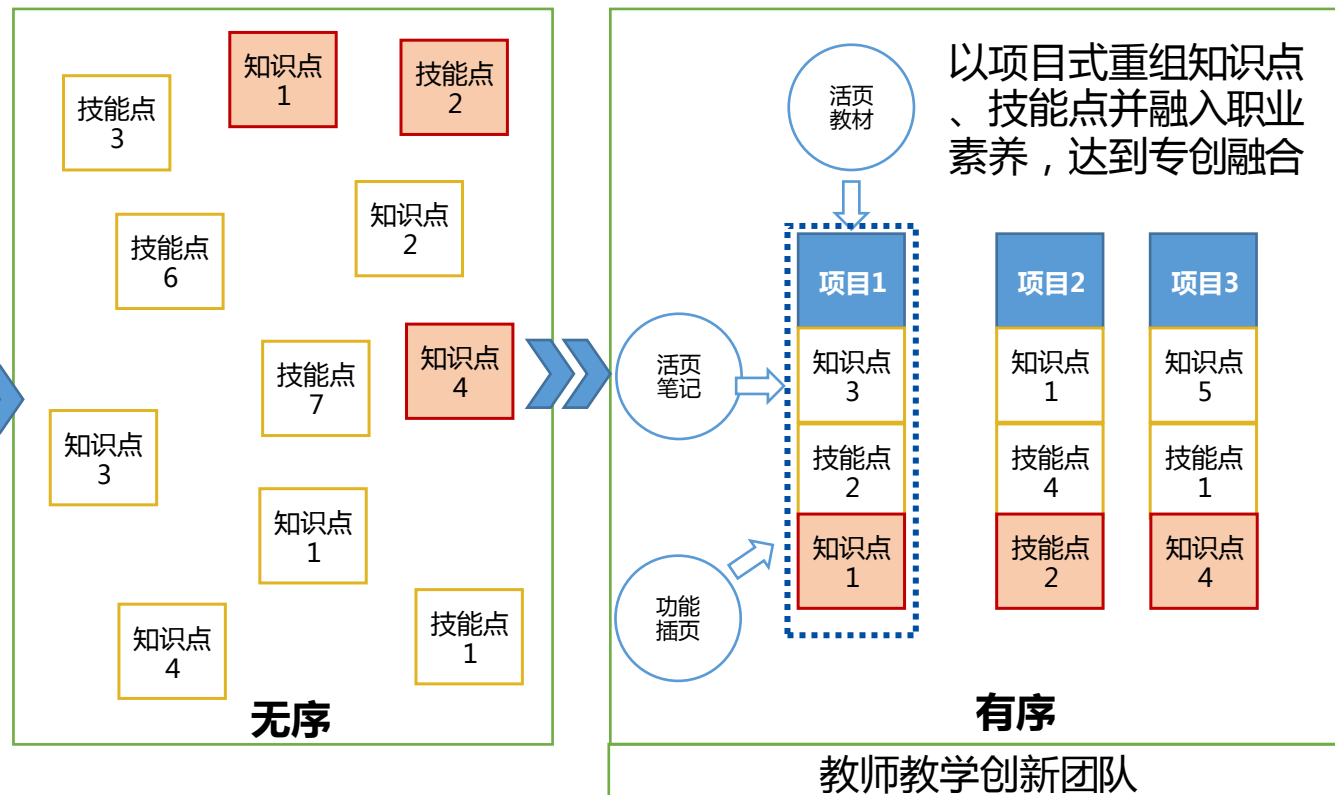 知识点
1
技能点
2
技能点
3
知识点
2
技能点
6
知识点
4
技能点
7
知识点
3
知识点
1
技能点
1
知识点
4
无序
活页
教材
以项目式重组知识点
、技能点并融入职业
素养，达到专创融合
活页
笔记
功能
插页
项目1
知识点
3
技能点
2
知识点
1
项目2
知识点
1
技能点
4
技能点
2
项目3
知识点
5
技能点
1
知识点
4
有序
教师教学创新团队